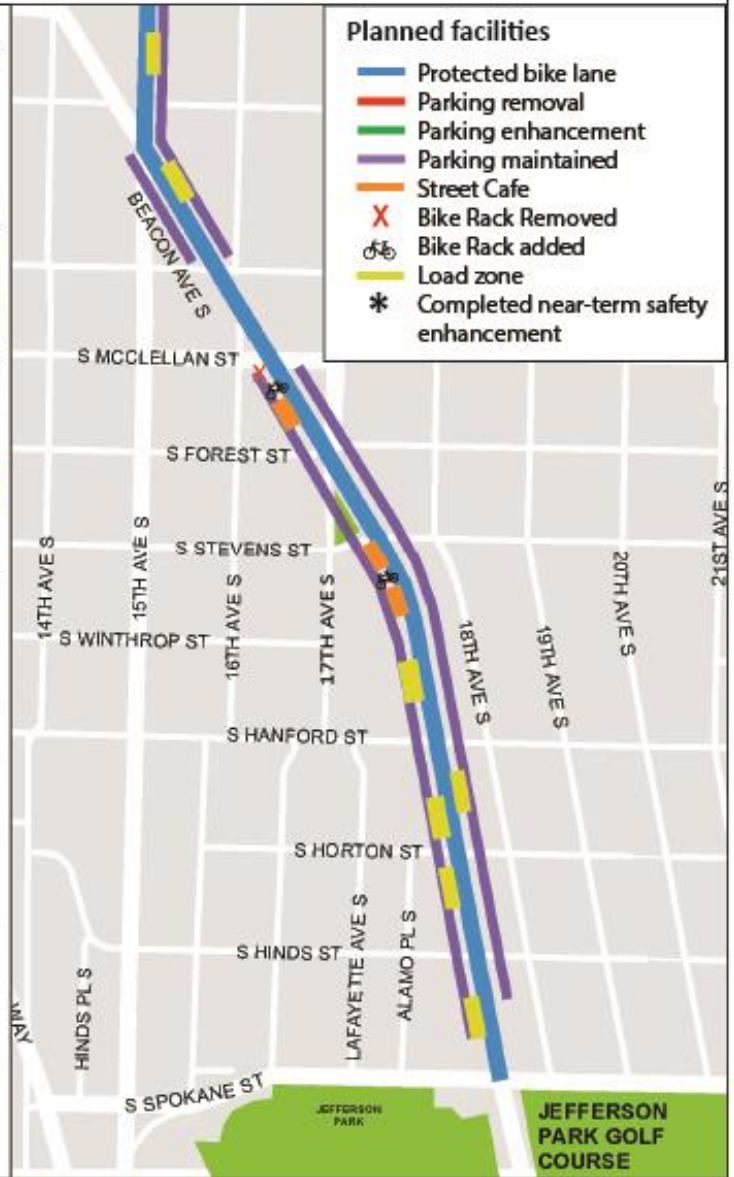 Planned facilities
Protected bike lane
Parking removal
Parking enhancement
Parking maintained
Street Cafe
X Bike Rack Removed
Bike Rack added
Load zone
* Completed near-term safety
enhancement
BEACON AVE S
S MCCLELLAN ST
S FOREST ST
S STEVENS ST
14TH AVE S
15TH AVE S
16TH AVE S
17TH AVE S
18TH AVE S
19TH AVE S
20TH AVE S
21ST AVE S
S WINTHROP ST
S HANFORD ST
S HORTON ST
S HINDS ST
LAFAYETTE AVE S
ALAMO PL S
HINDS PL S
WAY
S SPOKANE ST
JEFFERSON
PARK
JEFFERSON
PARK GOLF
COURSE